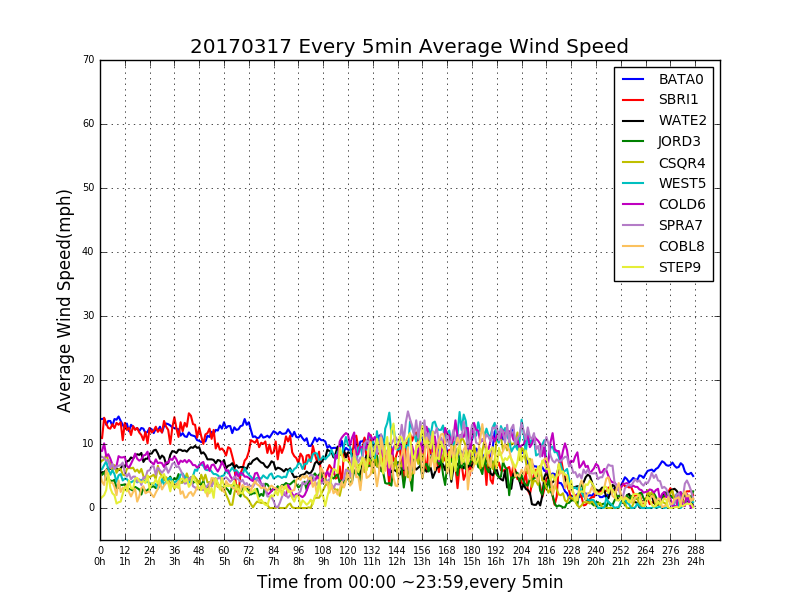 20170317 Every 5min Average Wind Speed
70
60
50
40
30
20
10
0
Average Wind Speed(mph)
BATA0
SBRI1
WATE2
JORD3
CSQR4
WEST5
COLD6
SPRA7
COBL8
STEP9
0 12 24 36 48 60 72 84 96 108 120 132 144 156 168 180 192 204 216 228 240 252 264 276 288
0h 1h 2h 3h 4h 5h 6h 7h 8h 9h 10h 11h 12h 13h 14h 15h 16h 17h 18h 19h 20h 21h 22h 23h 24h
Time from 00:00 ~23:59,every 5min